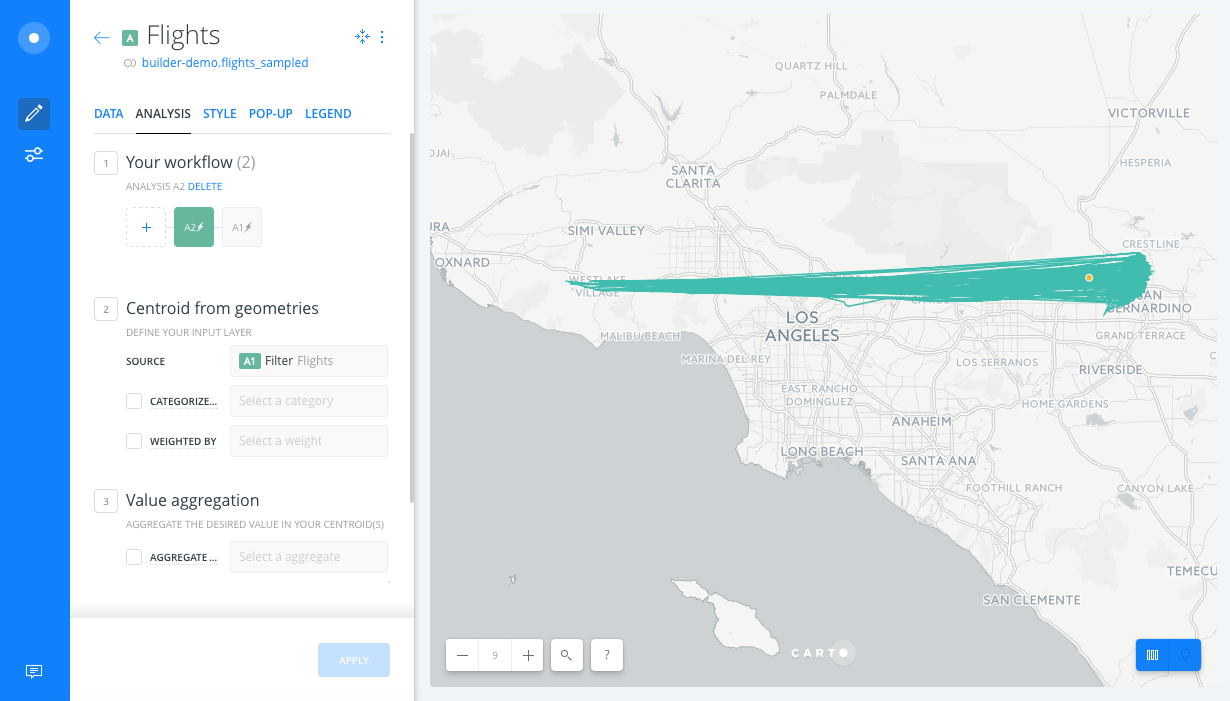 A Flights
builder-demo.flights_sampled
DATA ANALYSIS STYLE POP-UP LEGEND
1 Your workflow (2)
ANALYSIS A2 DELETE
+ A2 A1
2 Centroid from geometries
DEFINE YOUR INPUT LAYER
SOURCE A1 Filter Flights
CATEGORIZE... Select a category
WEIGHTED BY Select a weight
3 Value aggregation
AGGREGATE THE DESIRED VALUE IN YOUR CENTROID(S)
AGGREGATE ... Select a aggregate
APPLY
QUARTZ HILL
PALMDALE
VICTORVILLE
OJAI
HESPERIA
SANTA
CLARITA
URA
SIMI VALLEY
CRESTLINE
OXNARD
WESTLAKE
VILLAGE
SAN
BERNARDINO
LOS
ANGELES
MALIBU BEACH
GRAND TERRACE
MARINA DEL REY
LOS SERRANOS
RIVERSIDE
EAST RANCHO
DOMINGUEZ
HOME GARDENS
ANAHEIM
LONG BEACH
SANTA ANA
FOOTHILL RANCH
CANYON LAKE
TEMECU
SAN CLEMENTE
9
?
CARTO